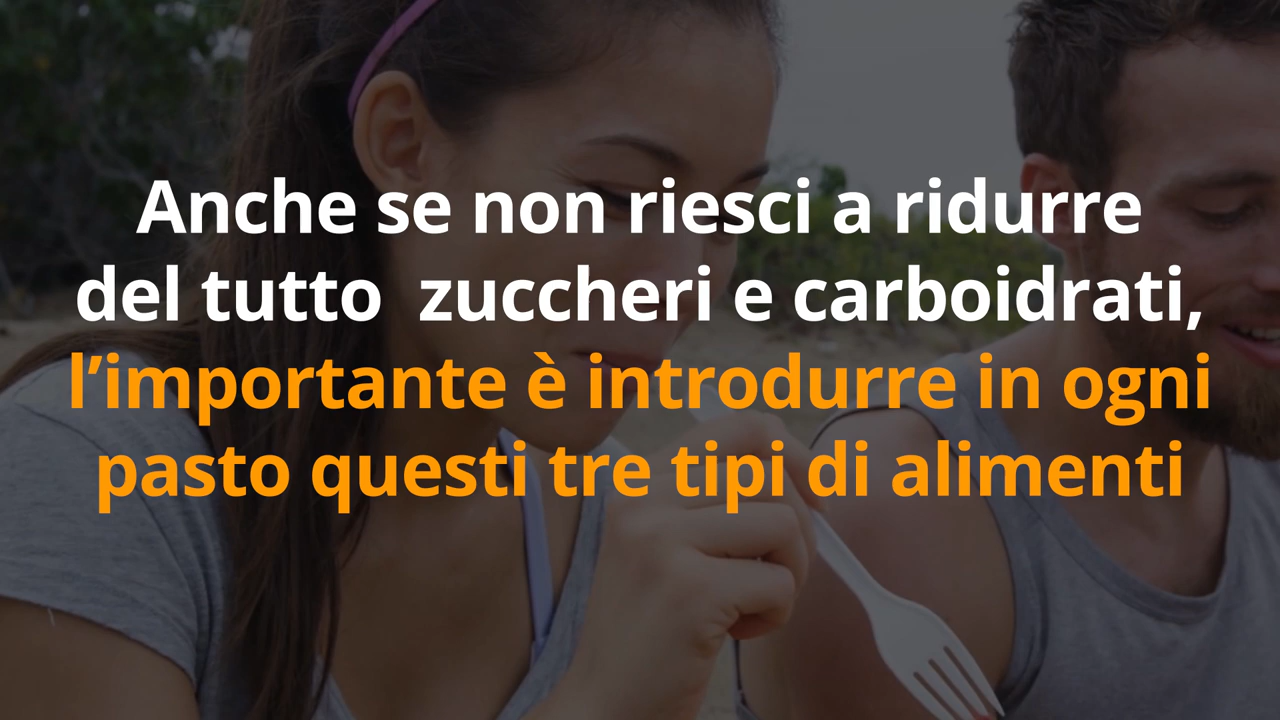 Anche se non riesci a ridurre
del tutto  zuccheri e carboidrati,
l’importante è introdurre in ogni
pasto questi tre tipi di alimenti